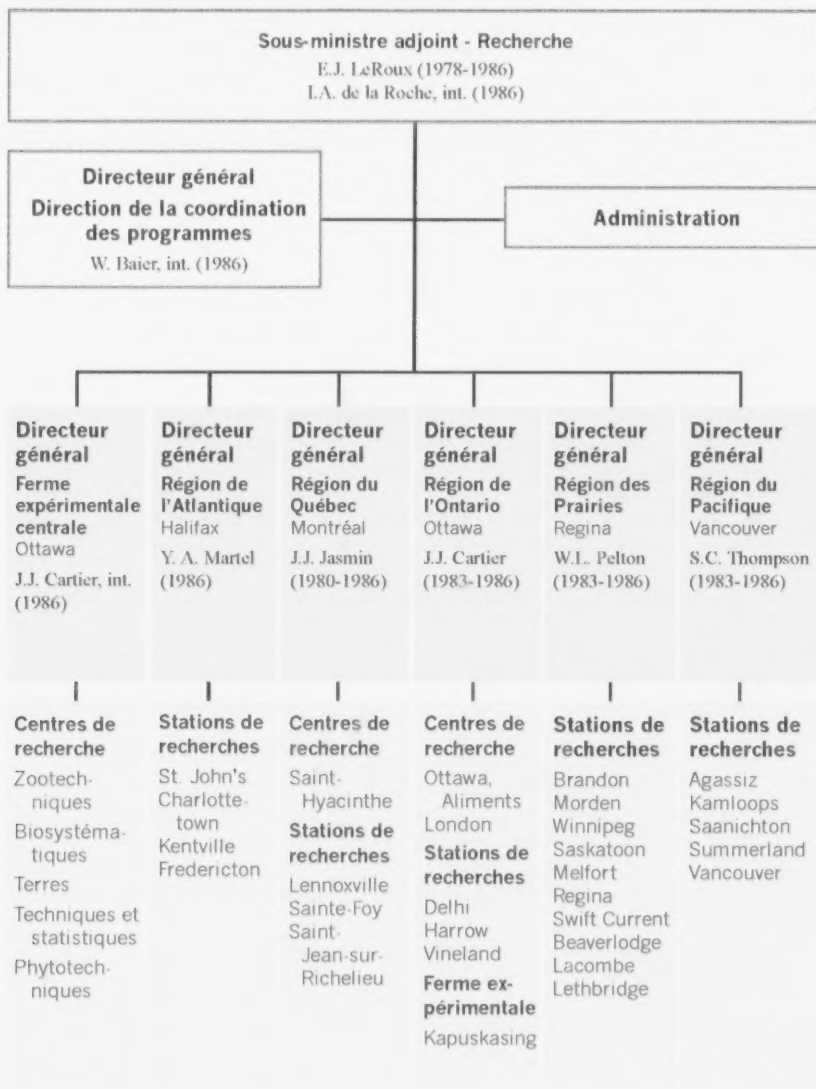 Sous-ministre adjoint - Recherche
E.J. LeRoux (1978-1986)
I.A. de la Roche, int. (1986)
Directeur général
Direction de la coordination
des programmes
W. Baier, int. (1986)
Administration
Directeur
général
Ferme
expérimentale
centrale
Ottawa
J.J. Cartier, int.
(1986)
Directeur
général
Région de
l'Atlantique
Halifax
Y. A. Martel
(1986)
Directeur
général
Région du
Québec
Montréal
J.J. Jasmin
(1980-1986)
Directeur
général
Région de
l'Ontario
Ottawa
J.J. Cartier
(1983-1986)
Directeur
général
Région des
Prairies
Regina
W.L. Pelton
(1983-1986)
Directeur
général
Région du
Pacifique
Vancouver
S.C. Thompson
(1983-1986)
Centres de
recherche
Zootech-
niques
Biosystéma-
tiques
Terres
Techniques et
statistiques
Phytotech-
niques
Stations de
recherches
St. John's
Charlotte-
town
Kentville
Fredericton
Centres de
recherche
Saint-
Hyacinthe
Stations de
recherches
Lennoxville
Sainte-Foy
Saint-
Jean-sur-
Richelieu
Centres de
recherche
Ottawa,
Aliments
London
Stations de
recherches
Delhi
Harrow
Vineland
Ferme ex-
périmentale
Kapuskasing
Stations de
recherches
Brandon
Morden
Winnipeg
Saskatoon
Melfort
Regina
Swift Current
Beaverlodge
Lacombe
Lethbridge
Stations de
recherches
Agassiz
Kamloops
Saanichton
Summerland
Vancouver